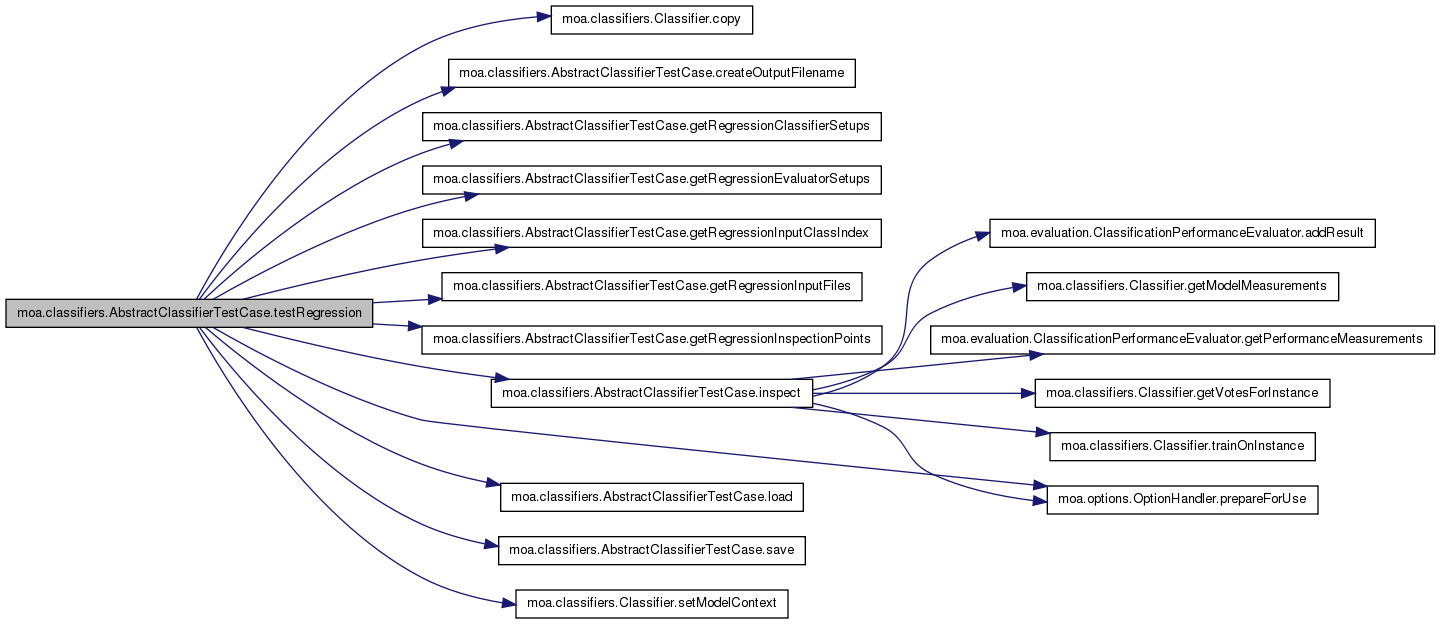 moa.classifiers.Classifier.copy
moa.classifiers.AbstractClassifierTestCase.createOutputFilename
moa.classifiers.AbstractClassifierTestCase.getRegressionClassifierSetups
moa.classifiers.AbstractClassifierTestCase.getRegressionEvaluatorSetups
moa.classifiers.AbstractClassifierTestCase.getRegressionInputClassIndex
moa.evaluation.ClassificationPerformanceEvaluator.addResult
moa.classifiers.AbstractClassifierTestCase.getRegressionInputFiles
moa.classifiers.Classifier.getModelMeasurements
moa.classifiers.AbstractClassifierTestCase.testRegression
moa.classifiers.AbstractClassifierTestCase.getRegressionInspectionPoints
moa.evaluation.ClassificationPerformanceEvaluator.getPerformanceMeasurements
moa.classifiers.AbstractClassifierTestCase.inspect
moa.classifiers.Classifier.getVotesForInstance
moa.classifiers.Classifier.trainOnInstance
moa.classifiers.AbstractClassifierTestCase.load
moa.options.OptionHandler.prepareForUse
moa.classifiers.AbstractClassifierTestCase.save
moa.classifiers.Classifier.setModelContext